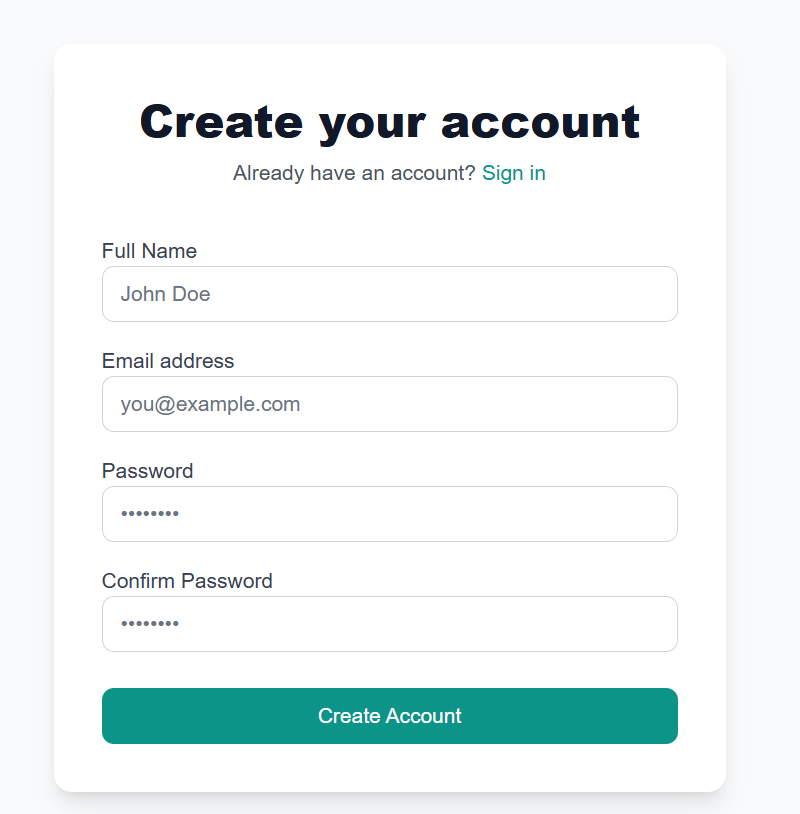 Create your account
Already have an account? Sign in
Full Name
John Doe
Email address
you@example.com
Password
••••••••
Confirm Password
••••••••
Create Account